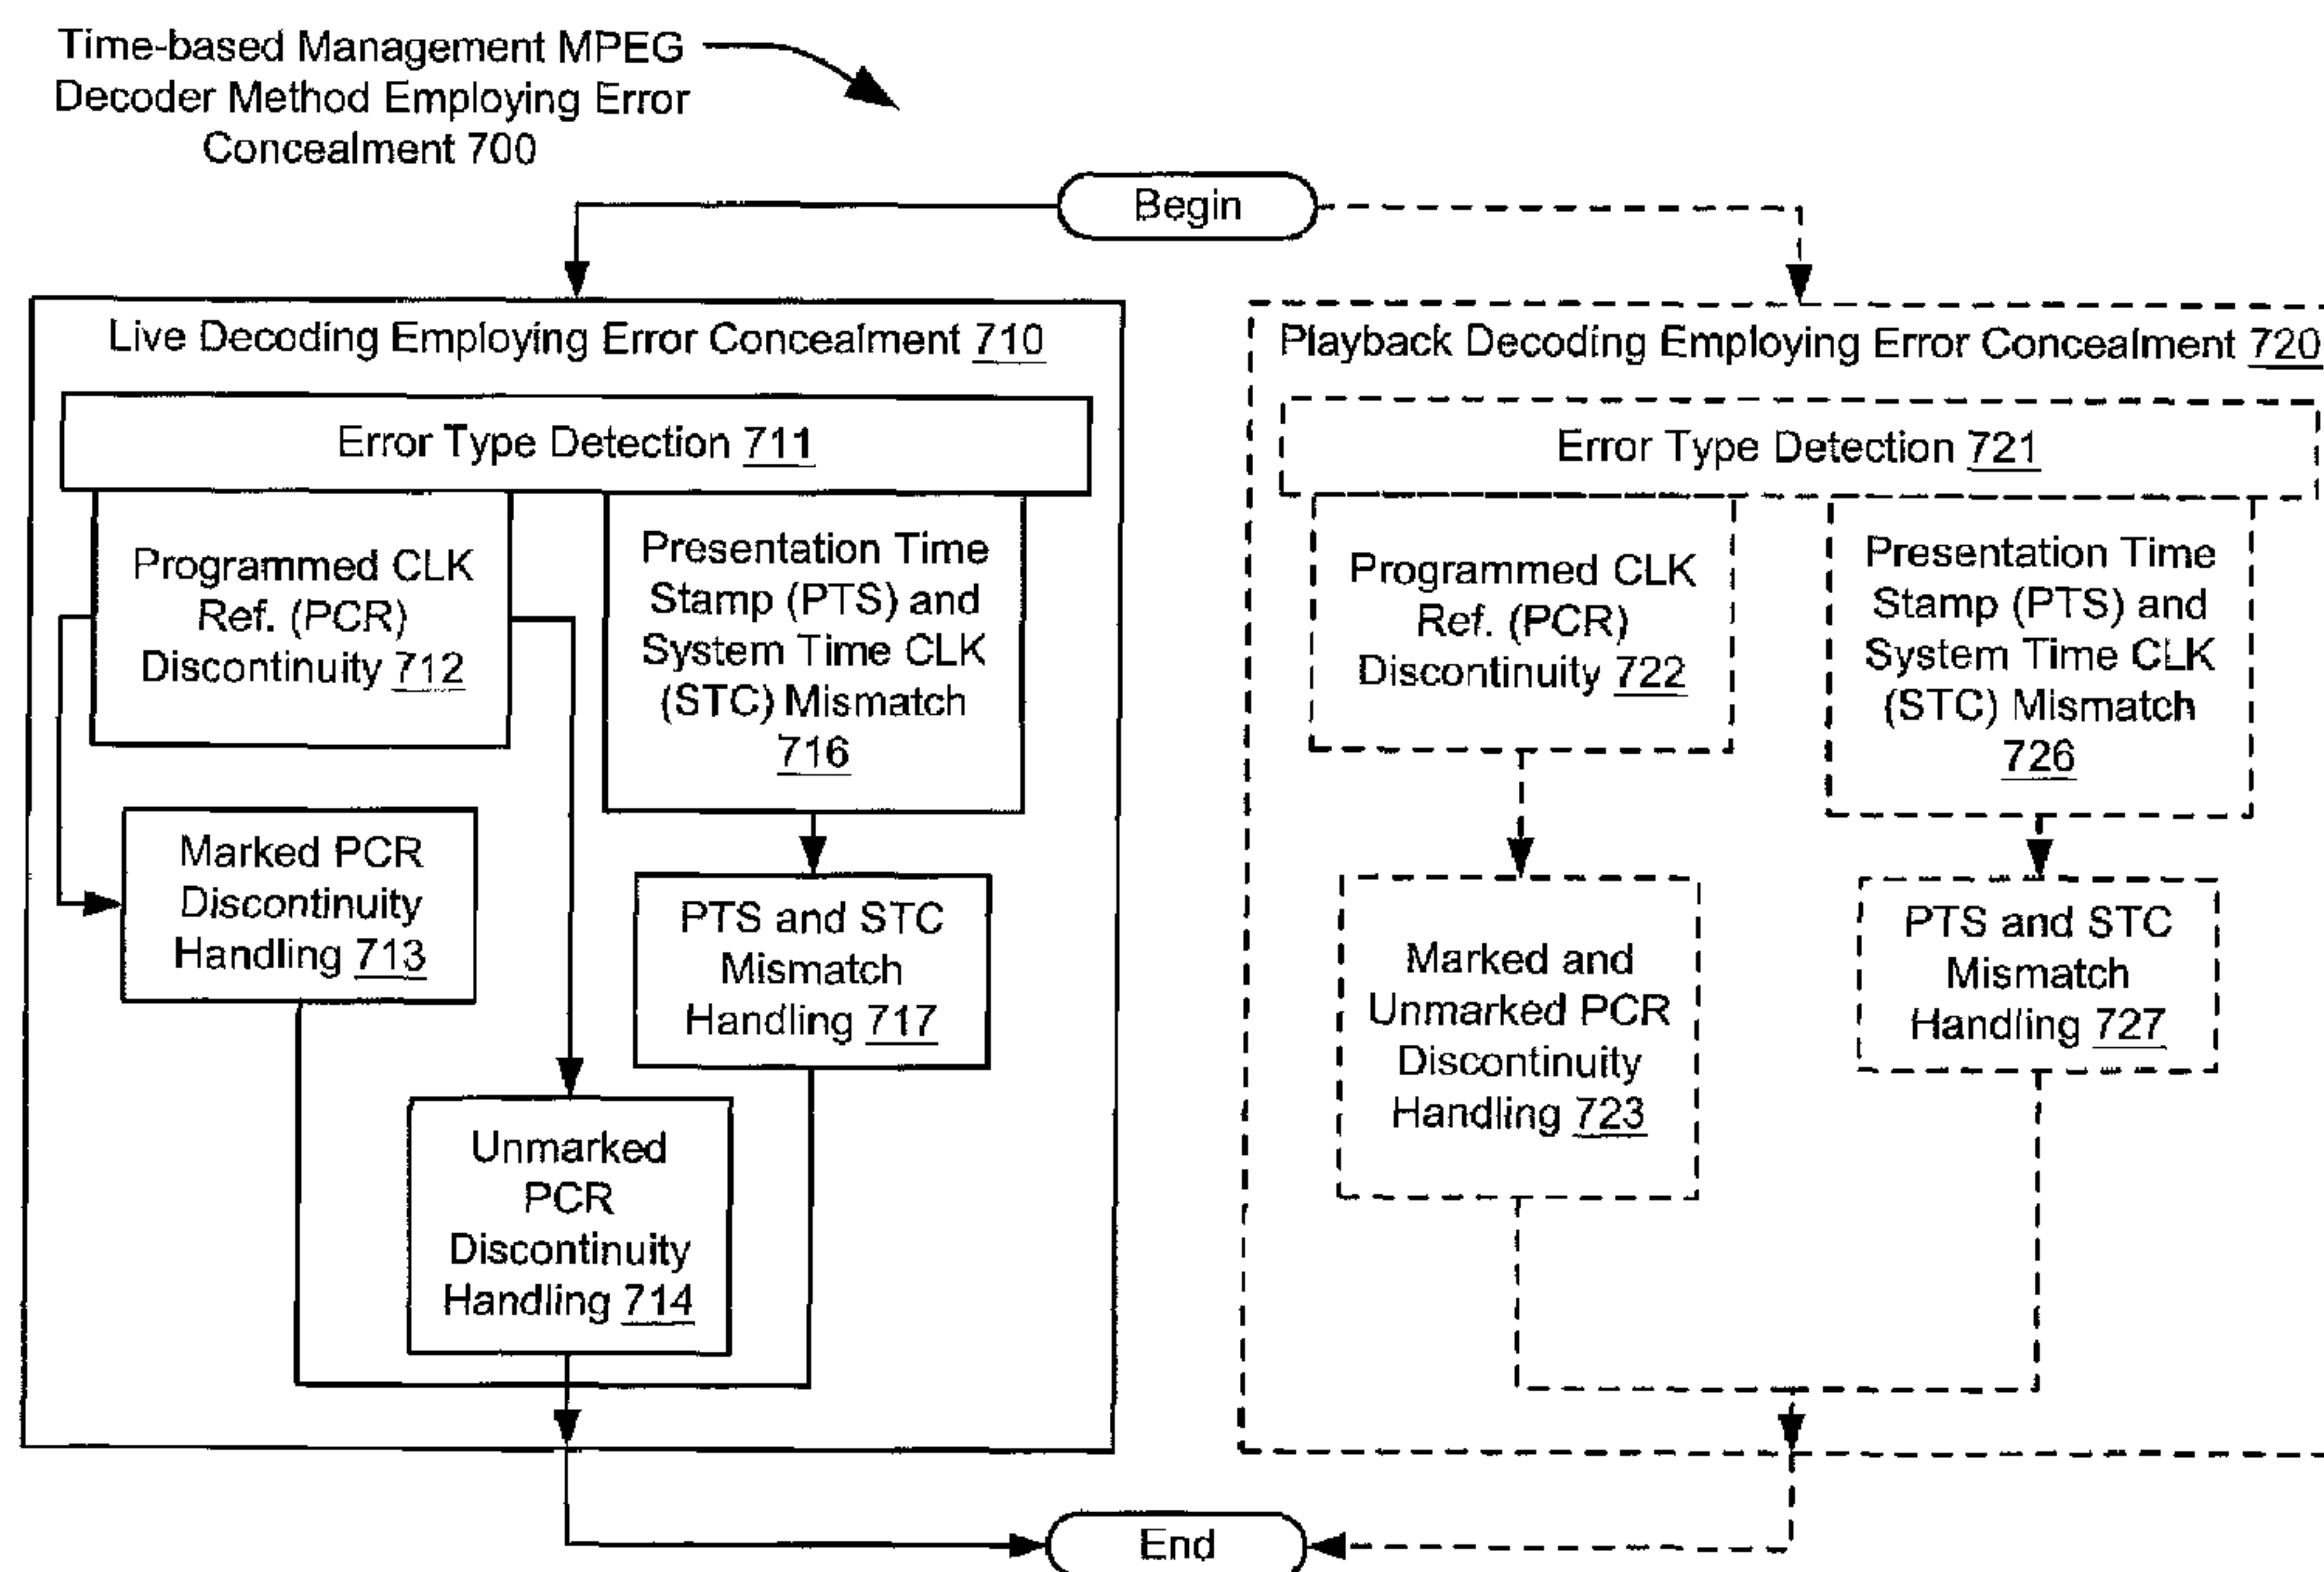 Time-based Management MPEG
Decoder Method Employing Error
Concealment 700
Begin
Live Decoding Employing Error Concealment 710
Error Type Detection 711
Programmed CLK
Ref. (PCR)
Discontinuity 712
Presentation Time
Stamp (PTS) and
System Time CLK
(STC) Mismatch
716
Marked PCR
Discontinuity
Handling 713
PTS and STC
Mismatch
Handling 717
Unmarked
PCR
Discontinuity
Handling 714
Playback Decoding Employing Error Concealment 720
Error Type Detection 721
Programmed CLK
Ref. (PCR)
Discontinuity 722
Presentation Time
Stamp (PTS) and
System Time CLK
(STC) Mismatch
726
Marked and
Unmarked PCR
Discontinuity
Handling 723
PTS and STC
Mismatch
Handling 727
End